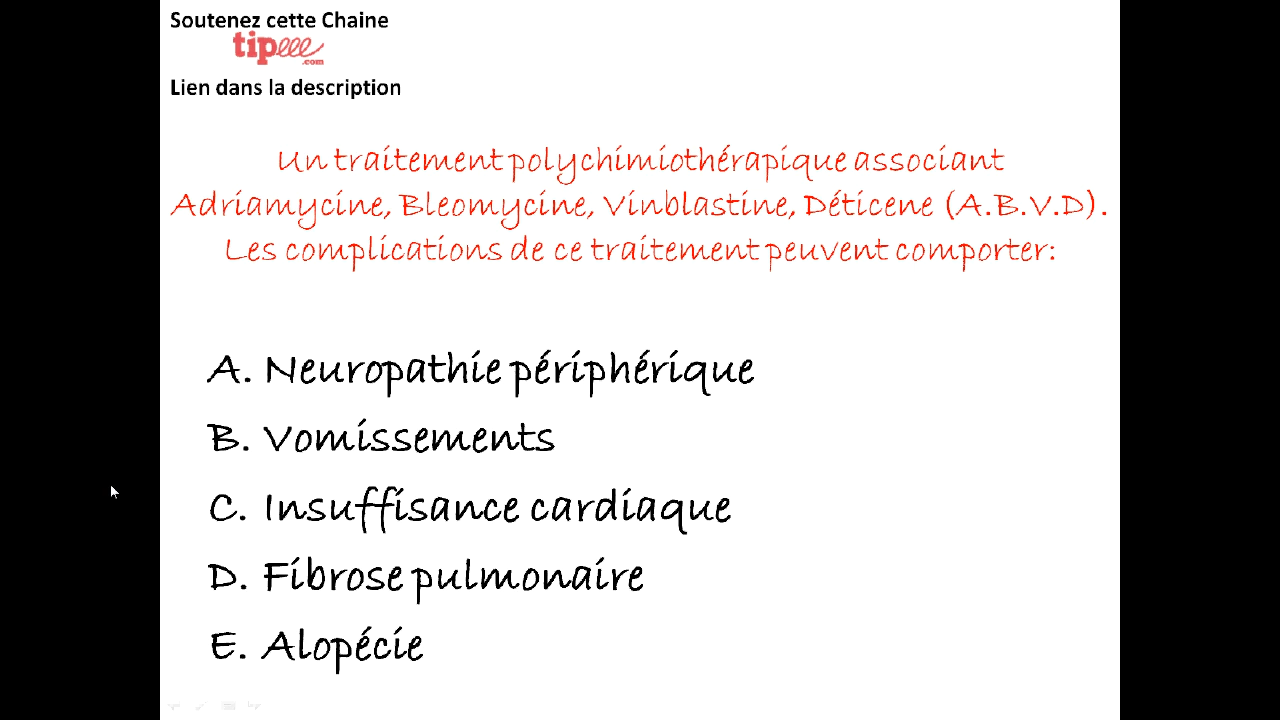 Soutenez cette Chaine
tipeee
.com
Lien dans la description
Un traitement polychimiothérapique associant
Adriamycine, Bleomycine, Vinblastine, Déticene (A.B.V.D).
Les complications de ce traitement peuvent comporter:
A. Neuropathie périphérique
B. Vomissements
C. Insuffisance cardiaque
D. Fibrose pulmonaire
E. Alopécie